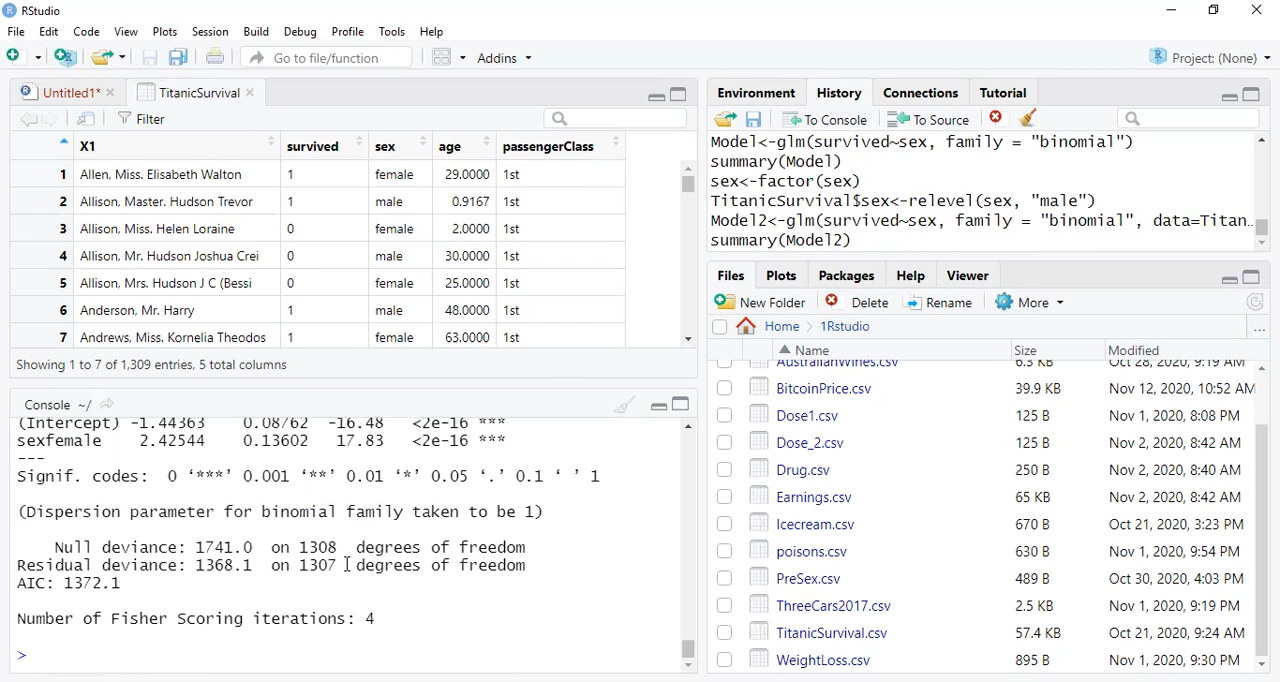 RStudio
File Edit Code View Plots Session Build Debug Profile Tools Help
Go to file/function Addins Project: (None)
Untitled1* TitanicSurvival
Filter
X1 survived sex age passengerClass
1 Allen, Miss. Elisabeth Walton 1 female 29.0000 1st
2 Allison, Master. Hudson Trevor 1 male 0.9167 1st
3 Allison, Miss. Helen Loraine 0 female 2.0000 1st
4 Allison, Mr. Hudson Joshua Crei 0 male 30.0000 1st
5 Allison, Mrs. Hudson J C (Bessi 0 female 25.0000 1st
6 Anderson, Mr. Harry 1 male 48.0000 1st
7 Andrews, Miss. Kornelia Theodos 1 female 63.0000 1st
Showing 1 to 7 of 1,309 entries, 5 total columns
Console ~/
(Intercept) -1.44363 0.08762 -16.48 <2e-16 ***
sexfemale 2.42544 0.13602 17.83 <2e-16 ***
---
Signif. codes: 0 ‘***’ 0.001 ‘**’ 0.01 ‘*’ 0.05 ‘.’ 0.1 ‘ ’ 1
(Dispersion parameter for binomial family taken to be 1)
Null deviance: 1741.0 on 1308 degrees of freedom
Residual deviance: 1368.1 on 1307 degrees of freedom
AIC: 1372.1
Number of Fisher Scoring iterations: 4
>
Environment History Connections Tutorial
To Console To Source
Model<-glm(survived~sex, family = "binomial")
summary(Model)
sex<-factor(sex)
TitanicSurvival$sex<-relevel(sex, "male")
Model2<-glm(survived~sex, family = "binomial", data=Titan...
summary(Model2)
Files Plots Packages Help Viewer
New Folder Delete Rename More
Home 1Rstudio ...
Name Size Modified
AustralianWines.csv 6.3 KB Oct 28, 2020, 9:19 AM
BitcoinPrice.csv 39.9 KB Nov 12, 2020, 10:52 AM
Dose1.csv 125 B Nov 1, 2020, 8:08 PM
Dose_2.csv 125 B Nov 2, 2020, 8:42 AM
Drug.csv 250 B Nov 2, 2020, 8:40 AM
Earnings.csv 65 KB Nov 2, 2020, 8:42 AM
Icecream.csv 670 B Oct 21, 2020, 3:23 PM
poisons.csv 630 B Nov 1, 2020, 9:54 PM
PreSex.csv 489 B Oct 30, 2020, 4:03 PM
ThreeCars2017.csv 2.5 KB Nov 1, 2020, 9:19 PM
TitanicSurvival.csv 57.4 KB Oct 21, 2020, 9:24 AM
WeightLoss.csv 895 B Nov 1, 2020, 9:30 PM